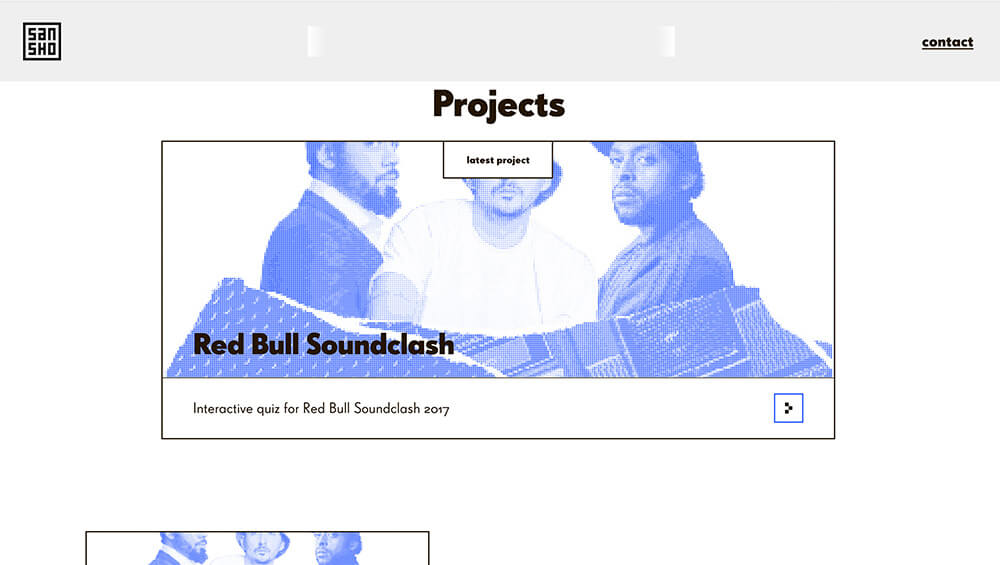 san
sho
contact
Projects
latest project
Red Bull Soundclash
Interactive quiz for Red Bull Soundclash 2017